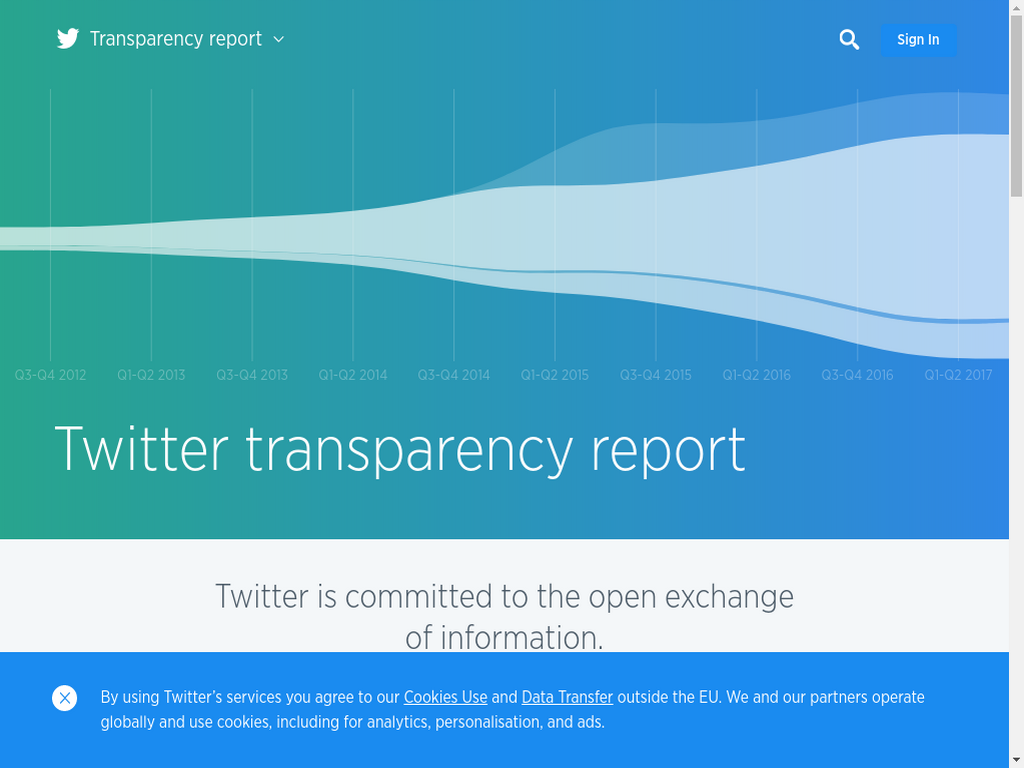 Transparency report
Sign In
Q3-Q4 2012 Q1-Q2 2013 Q3-Q4 2013 Q1-Q2 2014 Q3-Q4 2014 Q1-Q2 2015 Q3-Q4 2015 Q1-Q2 2016 Q3-Q4 2016 Q1-Q2 2017
Twitter transparency report
Twitter is committed to the open exchange
of information.
By using Twitter’s services you agree to our Cookies Use and Data Transfer outside the EU. We and our partners operate
globally and use cookies, including for analytics, personalisation, and ads.